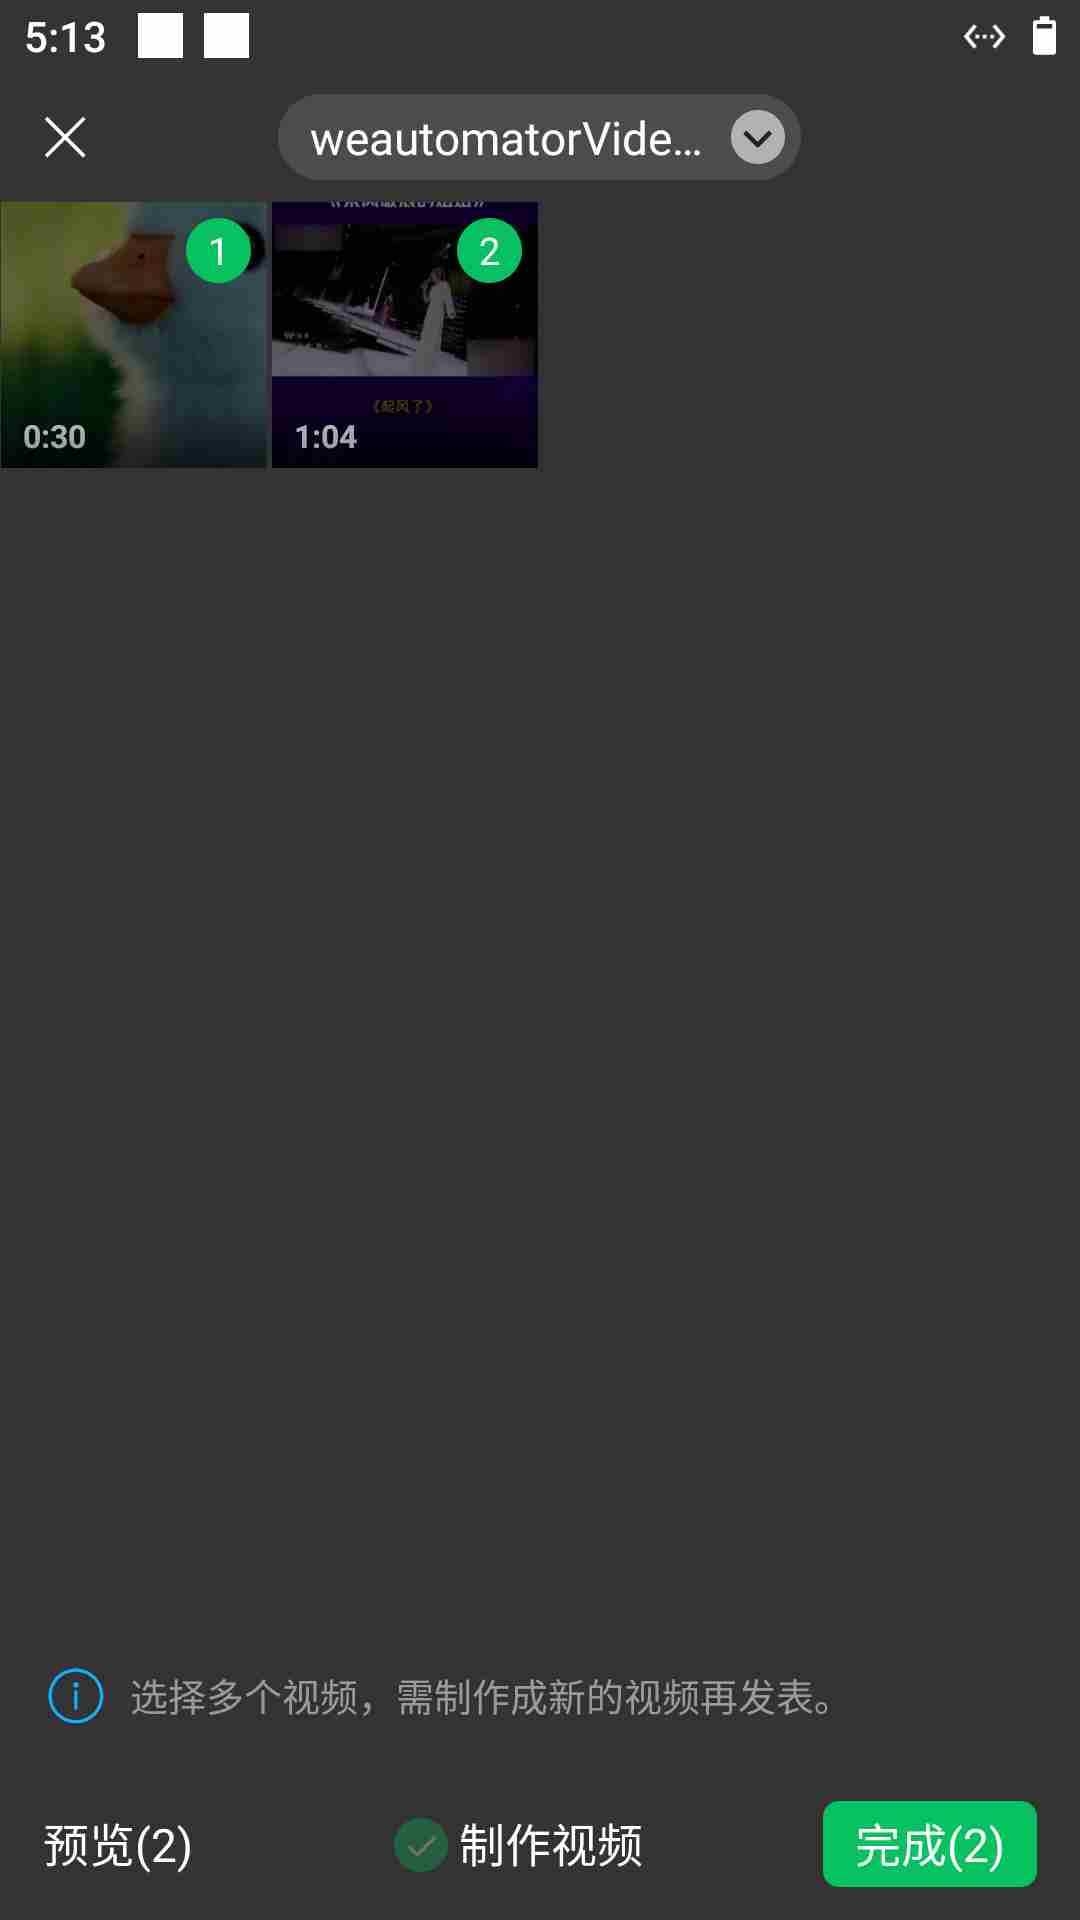 5:13
weautomatorVide...
1
2
0:30
《起风了》
1:04
选择多个视频，需制作成新的视频再发表。
预览(2)
制作视频
完成(2)